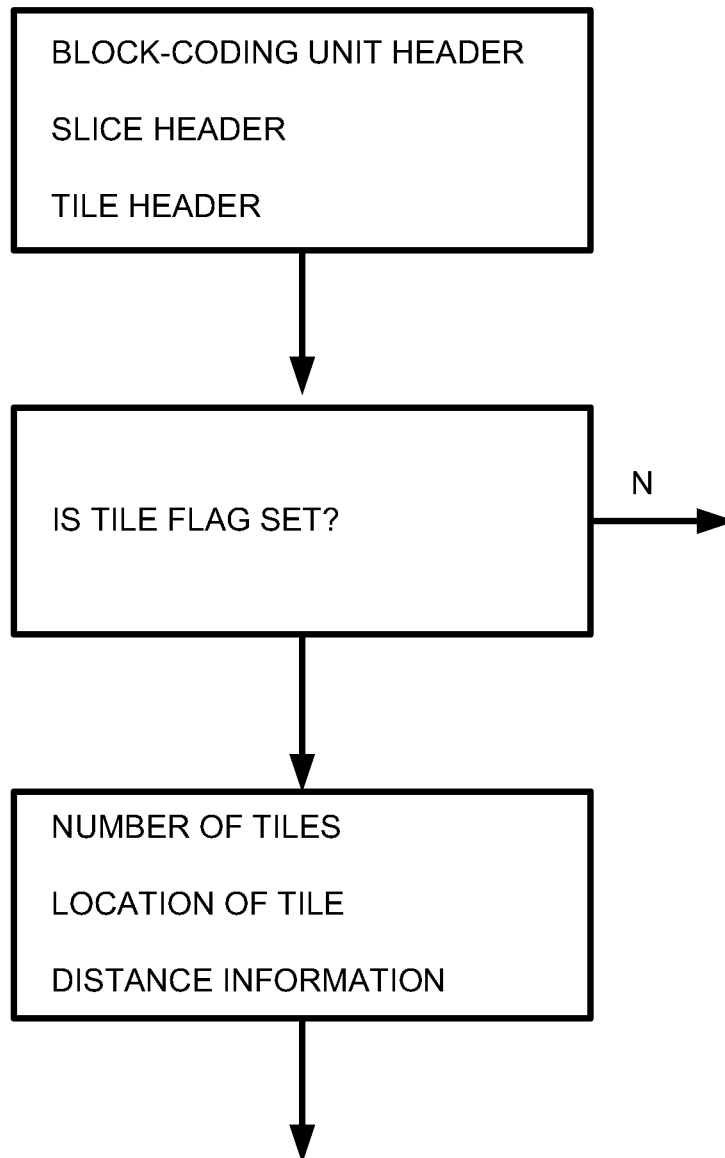 BLOCK-CODING UNIT HEADER
SLICE HEADER
TILE HEADER
IS TILE FLAG SET?
N
NUMBER OF TILES
LOCATION OF TILE
DISTANCE INFORMATION